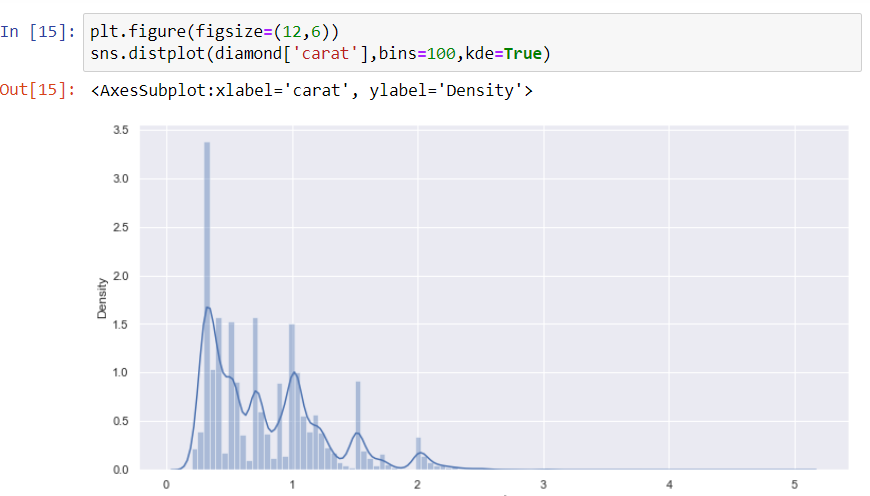 In [15]: plt.figure(figsize=(12,6))
sns.distplot(diamond['carat'],bins=100,kde=True)
Out[15]: <AxesSubplot:xlabel='carat', ylabel='Density'>
3.5
3.0
2.5
2.0
1.5
1.0
0.5
0.0
Density
0 1 2 3 4 5